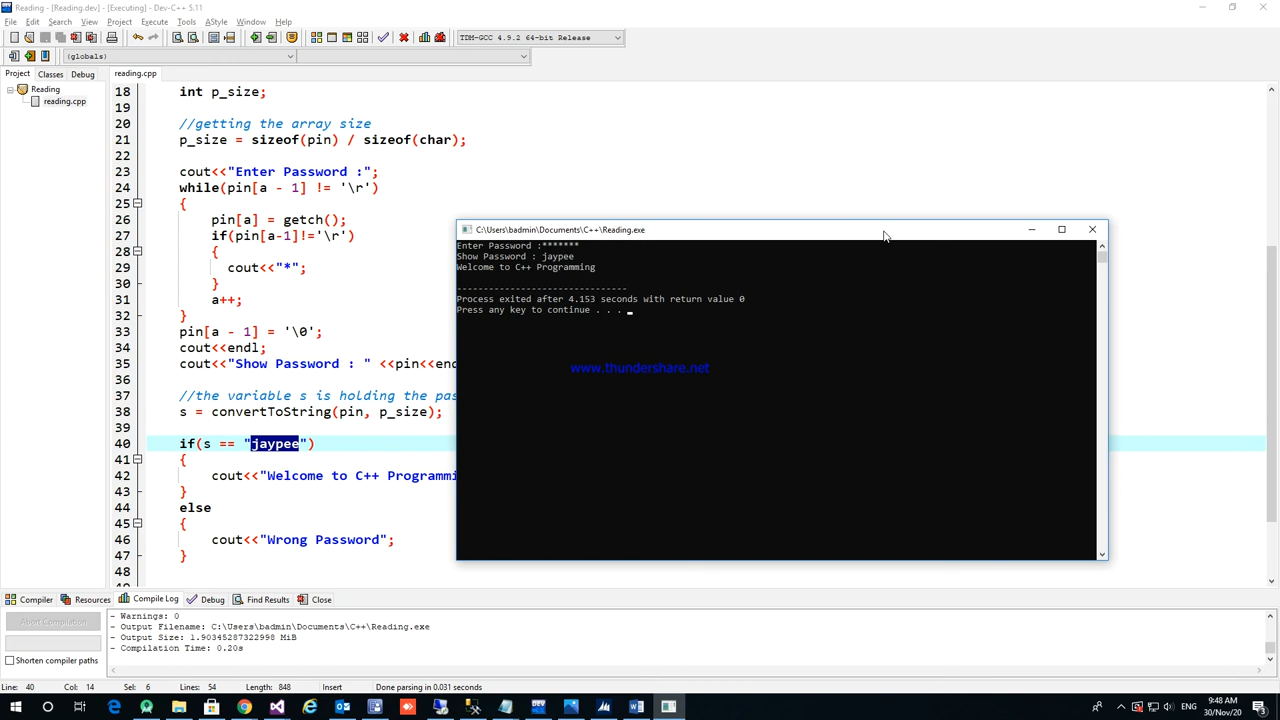 Reading - [Reading.dev] - [Executing] - Dev-C++ 5.11
File Edit Search View Project Execute Tools AStyle Window Help
TDM-GCC 4.9.2 64-bit Release
(globals)
Project Classes Debug
reading.cpp
Reading
reading.cpp
18 int p_size;
19
20 //getting the array size
21 p_size = sizeof(pin) / sizeof(char);
22
23 cout<<"Enter Password :";
24 while(pin[a - 1] != '\r')
25 {
26 pin[a] = getch();
27 if(pin[a-1]!='\r')
28 {
29 cout<<"*";
30 }
31 a++;
32 }
33 pin[a - 1] = '\0';
34 cout<<endl;
35 cout<<"Show Password : " <<pin<<end
36
37 //the variable s is holding the pas
38 s = convertToString(pin, p_size);
39
40 if(s == "jaypee")
41 {
42 cout<<"Welcome to C++ Programmi
43 }
44 else
45 {
46 cout<<"Wrong Password";
47 }
48
C:\Users\badmin\Documents\C++\Reading.exe
Enter Password :*******
Show Password : jaypee
Welcome to C++ Programming
--------------------------------
Process exited after 4.153 seconds with return value 0
Press any key to continue . . .
www.thundershare.net
Compiler Resources Compile Log Debug Find Results Close
Abort Compilation
Shorten compiler paths
- Warnings: 0
- Output Filename: C:\Users\badmin\Documents\C++\Reading.exe
- Output Size: 1.90345287322998 MiB
- Compilation Time: 0.20s
Line: 40 Col: 14 Sel: 6 Lines: 54 Length: 848 Insert Done parsing in 0.031 seconds
ENG
9:48 AM
30/Nov/20